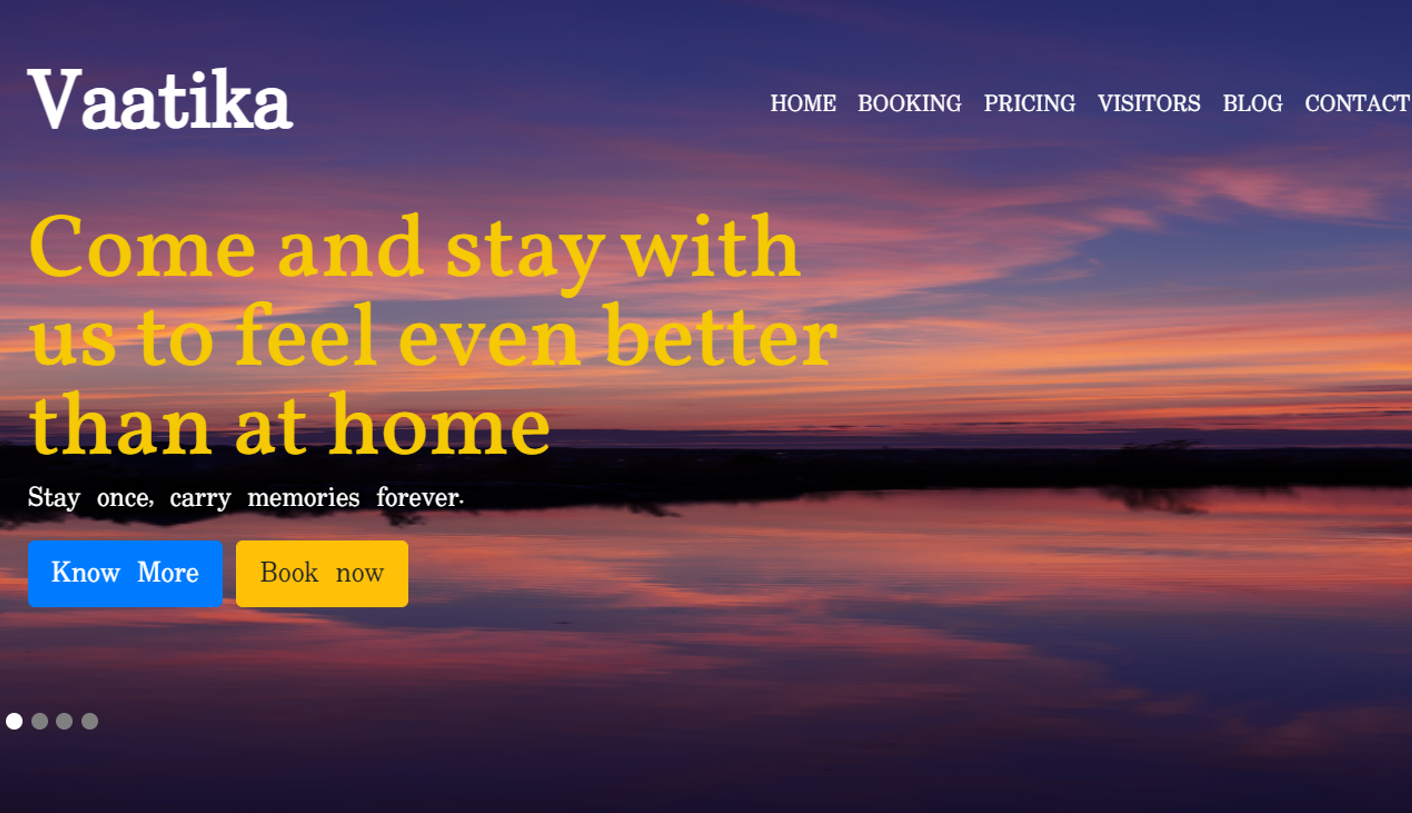 Vaatika
HOME BOOKING PRICING VISITORS BLOG CONTACT
Come and stay with
us to feel even better
than at home
Stay once, carry memories forever.
Know More Book now